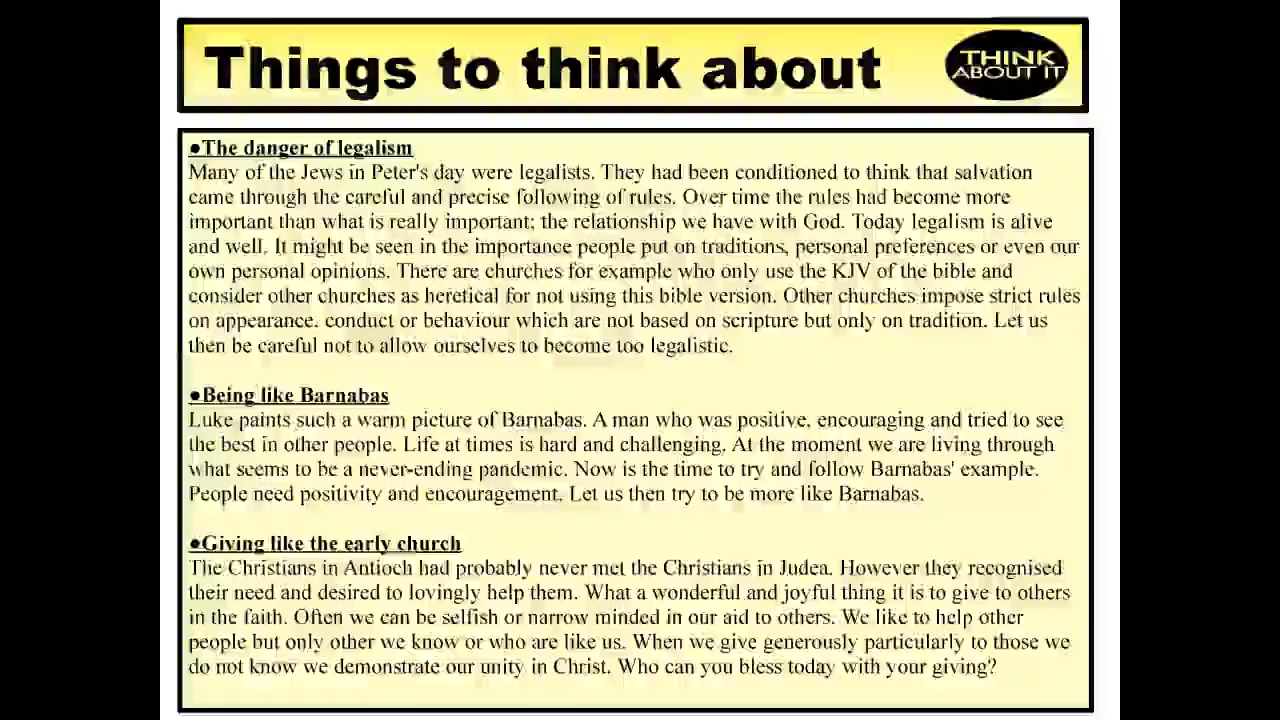 Things to think about
THINK
ABOUT IT
●The danger of legalism
Many of the Jews in Peter's day were legalists. They had been conditioned to think that salvation
came through the careful and precise following of rules. Over time the rules had become more
important than what is really important; the relationship we have with God. Today legalism is alive
and well. It might be seen in the importance people put on traditions, personal preferences or even our
own personal opinions. There are churches for example who only use the KJV of the bible and
consider other churches as heretical for not using this bible version. Other churches impose strict rules
on appearance. conduct or behaviour which are not based on scripture but only on tradition. Let us
then be careful not to allow ourselves to become too legalistic.
●Being like Barnabas
Luke paints such a warm picture of Barnabas. A man who was positive, encouraging and tried to see
the best in other people. Life at times is hard and challenging. At the moment we are living through
what seems to be a never-ending pandemic. Now is the time to try and follow Barnabas' example.
People need positivity and encouragement. Let us then try to be more like Barnabas.
●Giving like the early church
The Christians in Antioch had probably never met the Christians in Judea. However they recognised
their need and desired to lovingly help them. What a wonderful and joyful thing it is to give to others
in the faith. Often we can be selfish or narrow minded in our aid to others. We like to help other
people but only other we know or who are like us. When we give generously particularly to those we
do not know we demonstrate our unity in Christ. Who can you bless today with your giving?